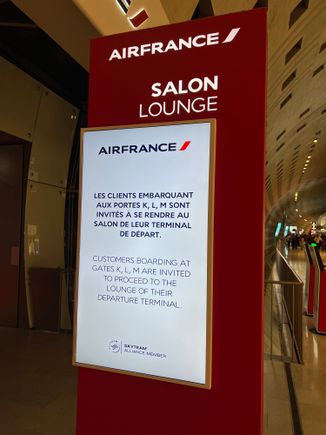 AIRFRANCE
SALON
LOUNGE
AIRFRANCE
LES CLIENTS EMBARQUANT
AUX PORTES K, L, M SONT
INVITÉS À SE RENDRE AU
SALON DE LEUR TERMINAL
DE DÉPART.
CUSTOMERS BOARDING AT
GATES K, L, M ARE INVITED
TO PROCEED TO THE
LOUNGE OF THEIR
DEPARTURE TERMINAL.
SKYTEAM
ALLIANCE MEMBER